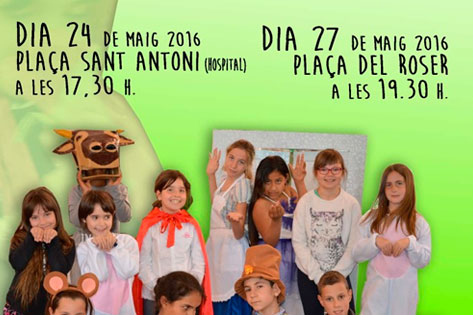 DIA 24 DE MAIG 2016
PLAÇA SANT ANTONI (HOSPITAL)
A LES 17,30 H.
DIA 27 DE MAIG 2016
PLAÇA DEL ROSER
A LES 19.30 H.